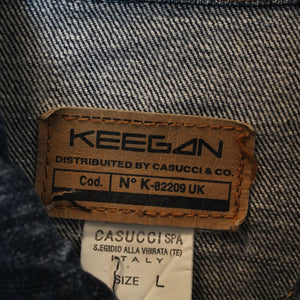 KEEGAN
DISTRIBUITED BY CASUCCI & CO.
Cod. N° K-82209 UK
CASUCCI SPA
S.EGIDIO ALLA VIBRATA (TE)
ITALY
SIZE L